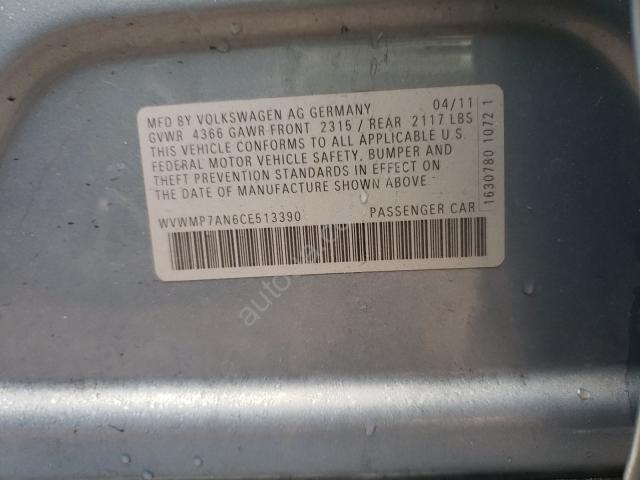 MFD BY VOLKSWAGEN AG GERMANY 04/11
GVWR 4366 GAWR FRONT 2315 / REAR 2117 LBS
THIS VEHICLE CONFORMS TO ALL APPLICABLE U.S.
FEDERAL MOTOR VEHICLE SAFETY, BUMPER AND
THEFT PREVENTION STANDARDS IN EFFECT ON
THE DATE OF MANUFACTURE SHOWN ABOVE.
WVWMP7AN6CE513390 PASSENGER CAR
1630780 1072 1